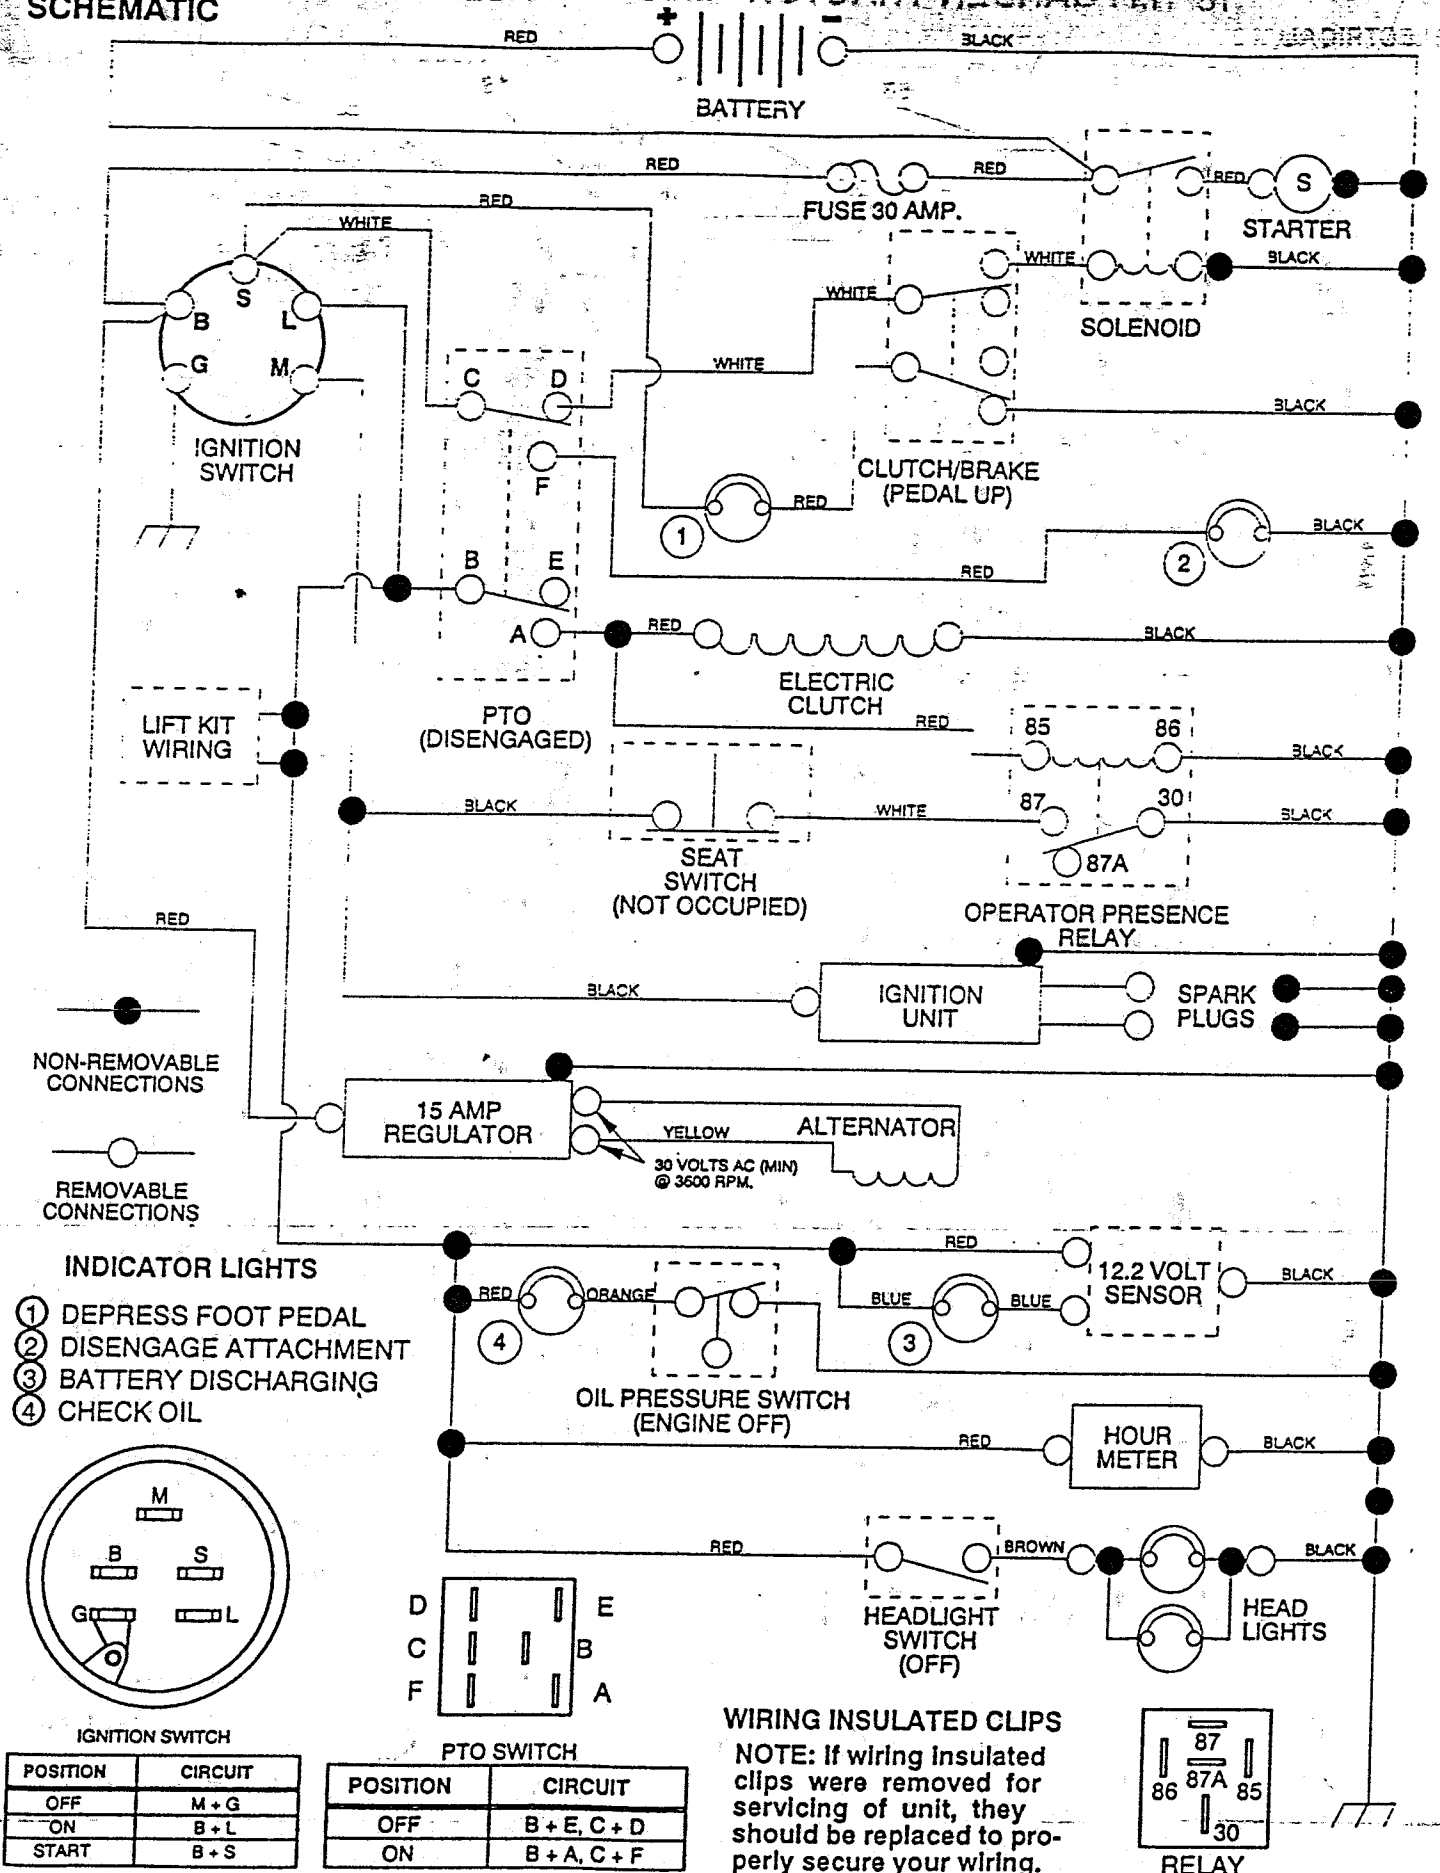 SCHEMATIC
RED
+
-
BLACK
BATTERY
RED
RED
RED
S
FUSE 30 AMP.
STARTER
RED
WHITE
WHITE
BLACK
S
B
L
WHITE
SOLENOID
G
M
WHITE
C
D
BLACK
IGNITION
SWITCH
F
CLUTCH/BRAKE
(PEDAL UP)
RED
1
BLACK
2
B
E
RED
A
RED
BLACK
ELECTRIC
CLUTCH
LIFT KIT
WIRING
PTO
(DISENGAGED)
RED
85
86
BLACK
BLACK
WHITE
87
30
BLACK
SEAT
SWITCH
(NOT OCCUPIED)
87A
OPERATOR PRESENCE
RELAY
RED
BLACK
IGNITION
UNIT
SPARK
PLUGS
NON-REMOVABLE
CONNECTIONS
15 AMP
REGULATOR
YELLOW
ALTERNATOR
30 VOLTS AC (MIN)
@ 3600 RPM.
REMOVABLE
CONNECTIONS
RED
12.2 VOLT
SENSOR
BLACK
RED
ORANGE
BLUE
BLUE
4
3
INDICATOR LIGHTS
1 DEPRESS FOOT PEDAL
2 DISENGAGE ATTACHMENT
3 BATTERY DISCHARGING
4 CHECK OIL
OIL PRESSURE SWITCH
(ENGINE OFF)
RED
HOUR
METER
BLACK
M
B
S
G
L
RED
BROWN
BLACK
HEADLIGHT
SWITCH
(OFF)
HEAD
LIGHTS
D
E
C
B
F
A
IGNITION SWITCH
POSITION CIRCUIT
OFF M + G
ON B + L
START B + S
PTO SWITCH
POSITION CIRCUIT
OFF B + E, C + D
ON B + A, C + F
WIRING INSULATED CLIPS
NOTE: If wiring insulated
clips were removed for
servicing of unit, they
should be replaced to pro-
perly secure your wiring.
87
86
87A
85
30
RELAY